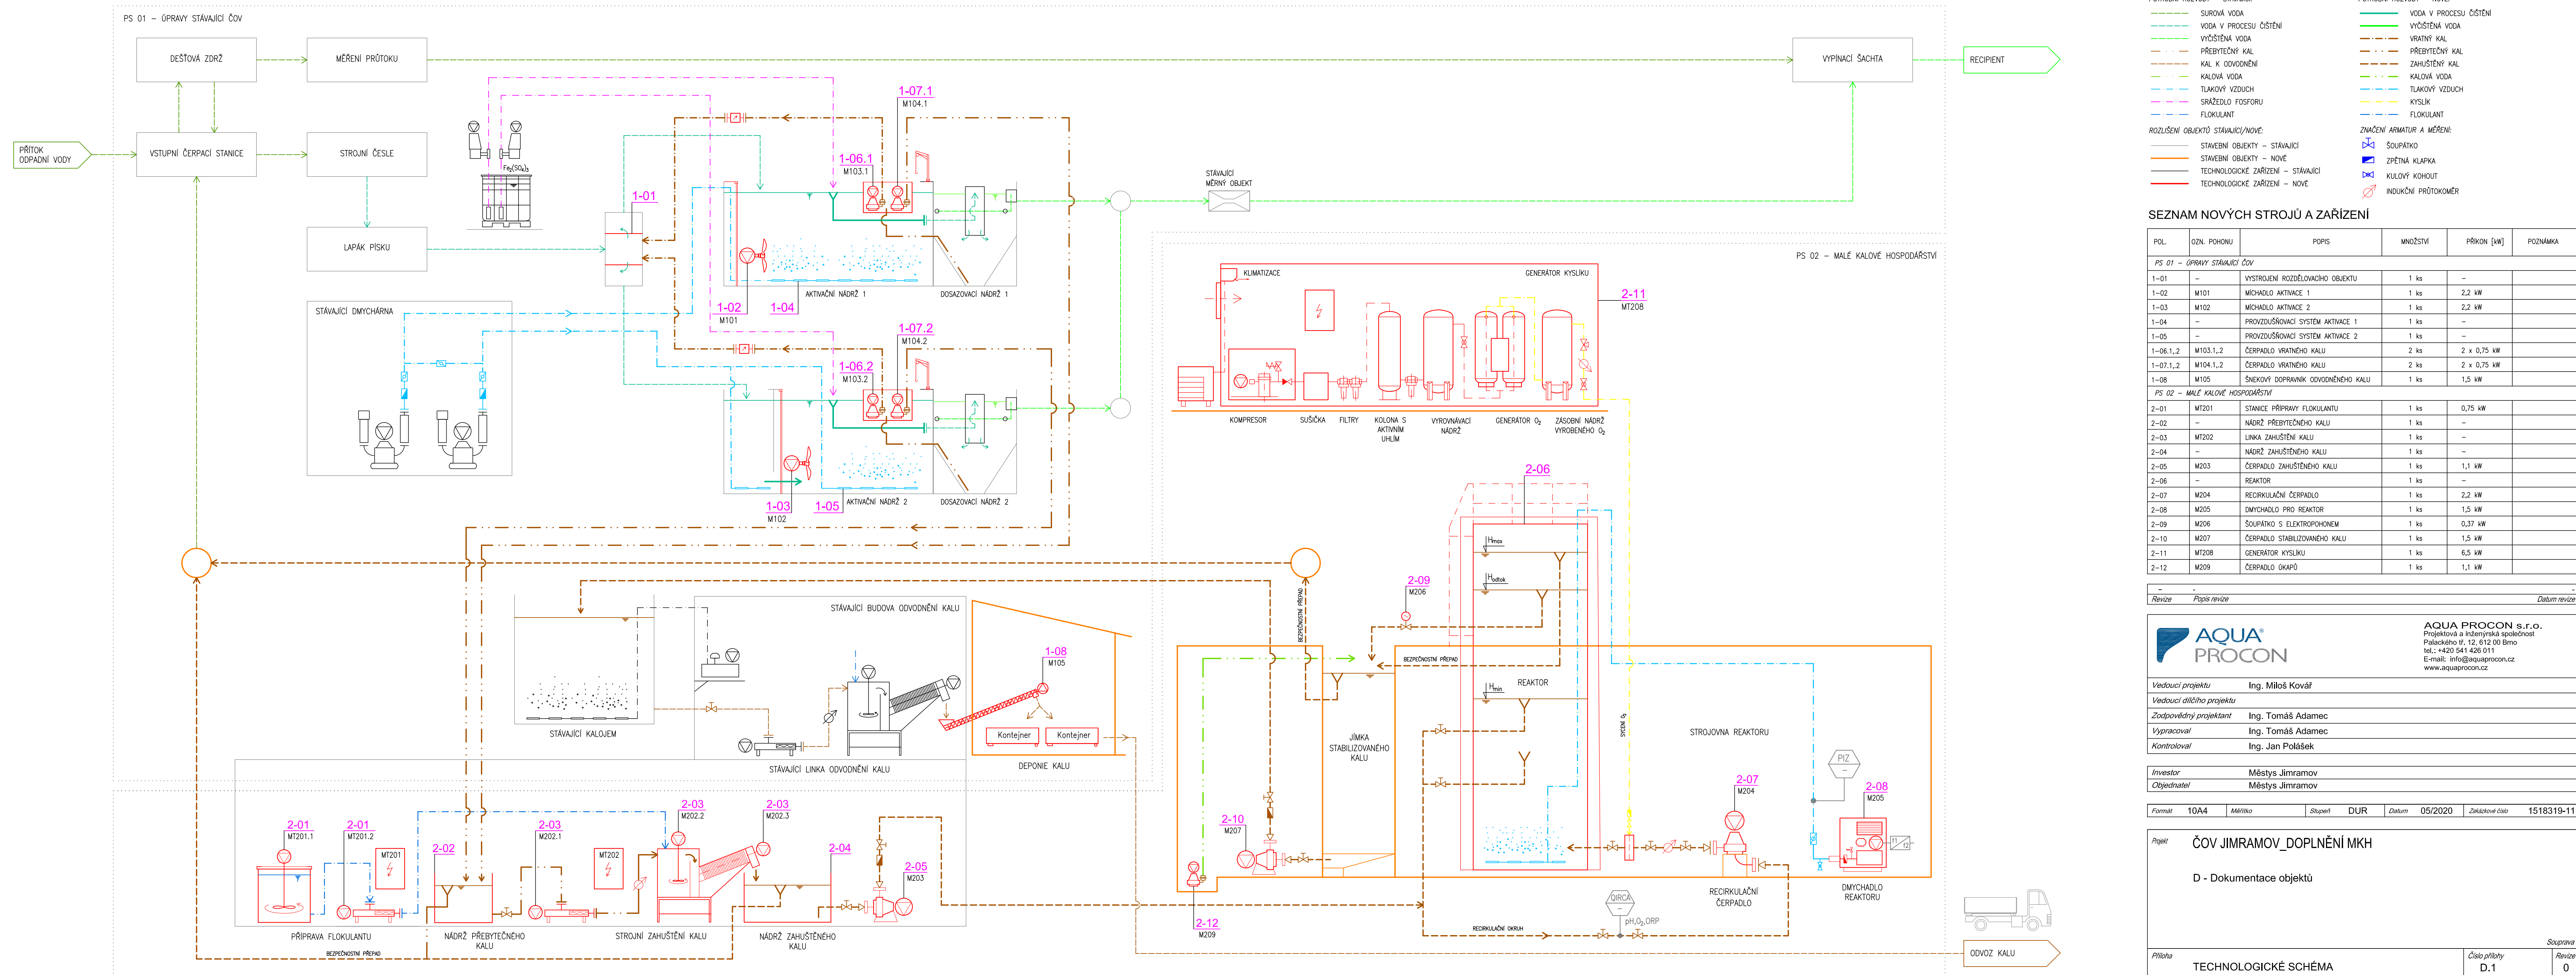 PS 01 – ÚPRAVY STÁVAJÍCÍ ČOV
DEŠŤOVÁ ZDRŽ
MĚŘENÍ PRŮTOKU
VYPÍNACÍ ŠACHTA
RECIPIENT
PŘÍTOK
ODPADNÍ VODY
VSTUPNÍ ČERPACÍ STANICE
STROJNÍ ČESLE
LAPÁK PÍSKU
Fe₂(SO₄)₃
1-01
1-07.1
M104.1
1-06.1
M103.1
STÁVAJÍCÍ
MĚRNÝ OBJEKT
AKTIVAČNÍ NÁDRŽ 1
DOSAZOVACÍ NÁDRŽ 1
1-02
M101
1-04
STÁVAJÍCÍ DMYCHÁRNA
1-07.2
M104.2
1-06.2
M103.2
AKTIVAČNÍ NÁDRŽ 2
DOSAZOVACÍ NÁDRŽ 2
1-03
M102
1-05
PS 02 – MALÉ KALOVÉ HOSPODÁŘSTVÍ
KLIMATIZACE
GENERÁTOR KYSLÍKU
2-11
MT208
KOMPRESOR
SUŠIČKA
FILTRY
KOLONA S
AKTIVNÍM
UHLÍM
VYROVNÁVACÍ
NÁDRŽ
GENERÁTOR O₂
ZÁSOBNÍ NÁDRŽ
VYROBENÉHO O₂
2-06
Hmax
Hodtok
Hmin
2-09
M206
BEZPEČNOSTNÍ PŘEPAD
BEZPEČNOSTNÍ PŘEPAD
REAKTOR
SYCENÍ O₂
STROJOVNA REAKTORU
JÍMKA
STABILIZOVANÉHO
KALU
STÁVAJÍCÍ BUDOVA ODVODNĚNÍ KALU
1-08
M105
Kontejner
Kontejner
DEPONIE KALU
STÁVAJÍCÍ KALOJEM
STÁVAJÍCÍ LINKA ODVODNĚNÍ KALU
PIZ
–
2-07
M204
2-08
M205
f1
f2
2-10
M207
2-12
M209
RECIRKULAČNÍ
ČERPADLO
DMYCHADLO
REAKTORU
QIRCA
–
pH,O₂,ORP
RECIRKULAČNÍ OKRUH
2-01
MT201.1
2-01
MT201.2
MT201
2-02
2-03
M202.1
MT202
2-03
M202.2
2-03
M202.3
2-04
2-05
M203
PŘÍPRAVA FLOKULANTU
NÁDRŽ PŘEBYTEČNÉHO
KALU
STROJNÍ ZAHUŠTĚNÍ KALU
NÁDRŽ ZAHUŠTĚNÉHO
KALU
BEZPEČNOSTNÍ PŘEPAD
ODVOZ KALU
SUROVÁ VODA
VODA V PROCESU ČIŠTĚNÍ
VYČIŠTĚNÁ VODA
PŘEBYTEČNÝ KAL
KAL K ODVODNĚNÍ
KALOVÁ VODA
TLAKOVÝ VZDUCH
SRÁŽEDLO FOSFORU
FLOKULANT
VODA V PROCESU ČIŠTĚNÍ
VYČIŠTĚNÁ VODA
VRATNÝ KAL
PŘEBYTEČNÝ KAL
ZAHUŠTĚNÝ KAL
KALOVÁ VODA
TLAKOVÝ VZDUCH
KYSLÍK
FLOKULANT
ROZLIŠENÍ OBJEKTŮ STÁVAJÍCÍ/NOVÉ:
STAVEBNÍ OBJEKTY – STÁVAJÍCÍ
STAVEBNÍ OBJEKTY – NOVÉ
TECHNOLOGICKÉ ZAŘÍZENÍ – STÁVAJÍCÍ
TECHNOLOGICKÉ ZAŘÍZENÍ – NOVÉ
ZNAČENÍ ARMATUR A MĚŘENÍ:
ŠOUPÁTKO
ZPĚTNÁ KLAPKA
KULOVÝ KOHOUT
INDUKČNÍ PRŮTOKOMĚR
SEZNAM NOVÝCH STROJŮ A ZAŘÍZENÍ
POL. OZN. POHONU POPIS MNOŽSTVÍ PŘÍKON [kW] POZNÁMKA
PS 01 – ÚPRAVY STÁVAJÍCÍ ČOV
1-01 – VYSTROJENÍ ROZDĚLOVACÍHO OBJEKTU 1 ks –
1-02 M101 MÍCHADLO AKTIVACE 1 1 ks 2,2 kW
1-03 M102 MÍCHADLO AKTIVACE 2 1 ks 2,2 kW
1-04 – PROVZDUŠŇOVACÍ SYSTÉM AKTIVACE 1 1 ks –
1-05 – PROVZDUŠŇOVACÍ SYSTÉM AKTIVACE 2 1 ks –
1-06.1,.2 M103.1,.2 ČERPADLO VRATNÉHO KALU 2 ks 2 x 0,75 kW
1-07.1,.2 M104.1,.2 ČERPADLO VRATNÉHO KALU 2 ks 2 x 0,75 kW
1-08 M105 ŠNEKOVÝ DOPRAVNÍK ODVODNĚNÉHO KALU 1 ks 1,5 kW
PS 02 – MALÉ KALOVÉ HOSPODÁŘSTVÍ
2-01 MT201 STANICE PŘÍPRAVY FLOKULANTU 1 ks 0,75 kW
2-02 – NÁDRŽ PŘEBYTEČNÉHO KALU 1 ks –
2-03 MT202 LINKA ZAHUŠTĚNÍ KALU 1 ks –
2-04 – NÁDRŽ ZAHUŠTĚNÉHO KALU 1 ks –
2-05 M203 ČERPADLO ZAHUŠTĚNÉHO KALU 1 ks 1,1 kW
2-06 – REAKTOR 1 ks –
2-07 M204 RECIRKULAČNÍ ČERPADLO 1 ks 2,2 kW
2-08 M205 DMYCHADLO PRO REAKTOR 1 ks 1,5 kW
2-09 M206 ŠOUPÁTKO S ELEKTROPOHONEM 1 ks 0,37 kW
2-10 M207 ČERPADLO STABILIZOVANÉHO KALU 1 ks 1,5 kW
2-11 MT208 GENERÁTOR KYSLÍKU 1 ks 6,5 kW
2-12 M209 ČERPADLO ÚKAPŮ 1 ks 1,1 kW
– - -
Revize Popis revize Datum revize
AQUA®
PROCON
AQUA PROCON s.r.o.
Projektová a inženýrská společnost
Palackého tř. 12, 612 00 Brno
tel.: +420 541 426 011
E-mail: info@aquaprocon.cz
www.aquaprocon.cz
Vedoucí projektu Ing. Miloš Kovář
Vedoucí dílčího projektu
Zodpovědný projektant Ing. Tomáš Adamec
Vypracoval Ing. Tomáš Adamec
Kontroloval Ing. Jan Polášek
Investor Městys Jimramov
Objednatel Městys Jimramov
Formát 10A4 Měřítko Stupeň DUR Datum 05/2020 Zakázkové číslo 1518319-11
Projekt ČOV JIMRAMOV_DOPLNĚNÍ MKH
D - Dokumentace objektů
Souprava
Příloha Číslo přílohy Revize
TECHNOLOGICKÉ SCHÉMA D.1 0